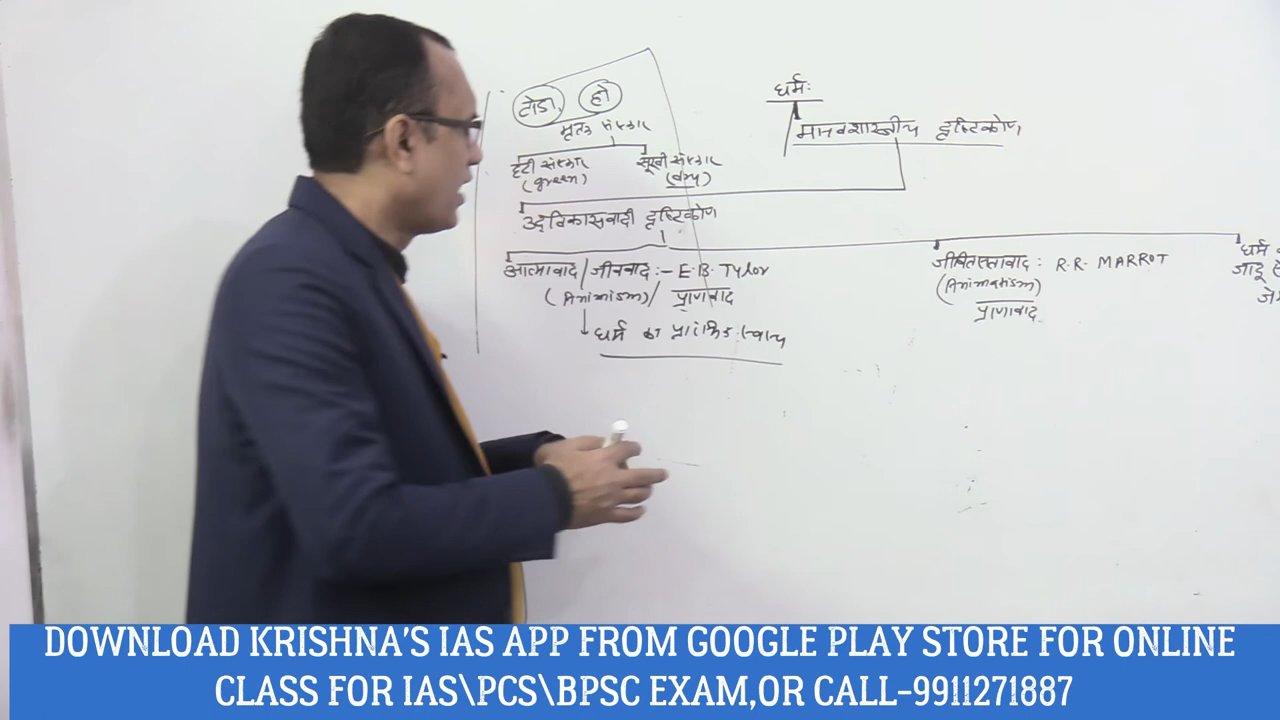 टोडा, हो
मृतक संस्कार
हरी संस्कार
(green)
सूखी संस्कार
धर्म:
मानवशास्त्रीय दृष्टिकोण
उद्विकासवादी दृष्टिकोण
आत्मावाद / जीववाद :- E.B. Tylor
(Animism) / प्राणवाद
धर्म का प्रारंभिक स्वरूप
जीवितसत्तावाद : R.R. MARROT
(Animatism)
प्राणावाद
धर्म
जादू
जे
DOWNLOAD KRISHNA'S IAS APP FROM GOOGLE PLAY STORE FOR ONLINE
CLASS FOR IAS\PCS\BPSC EXAM,OR CALL-9911271887